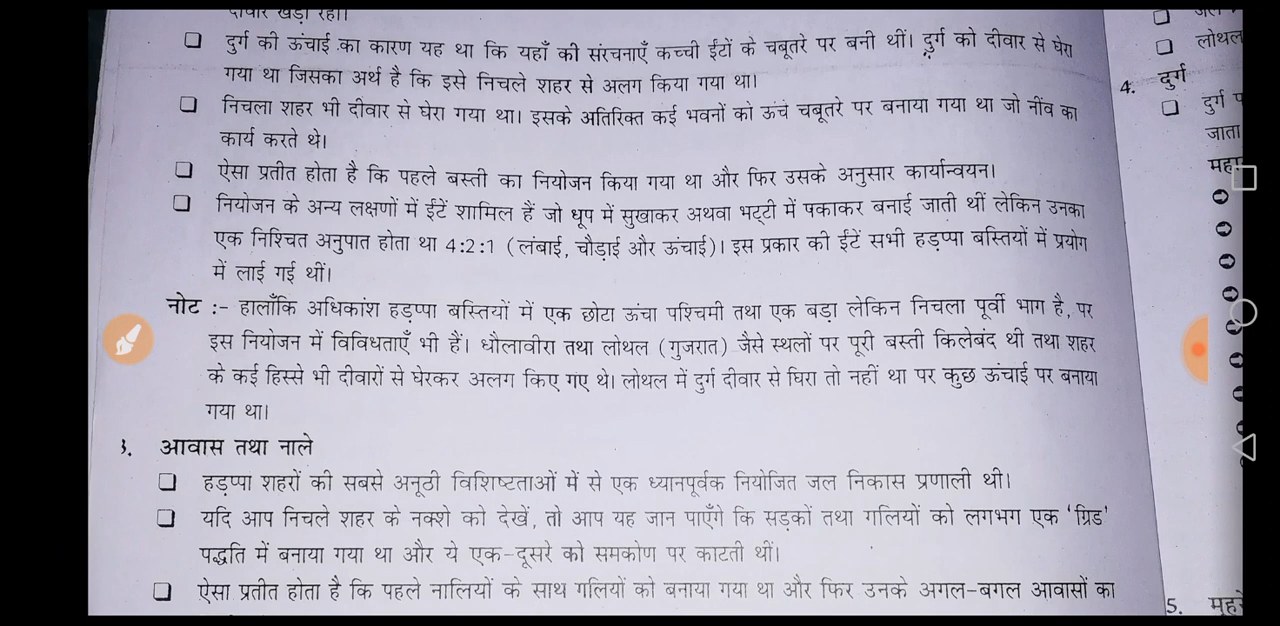 दीवार खड़ी रही।
❑ दुर्ग की ऊंचाई का कारण यह था कि यहाँ की संरचनाएँ कच्ची ईंटों के चबूतरे पर बनी थीं। दुर्ग को दीवार से घेरा
गया था जिसका अर्थ है कि इसे निचले शहर से अलग किया गया था।
❑ निचला शहर भी दीवार से घेरा गया था। इसके अतिरिक्त कई भवनों को ऊंचे चबूतरे पर बनाया गया था जो नींव का
कार्य करते थे।
❑ ऐसा प्रतीत होता है कि पहले बस्ती का नियोजन किया गया था और फिर उसके अनुसार कार्यान्वयन।
❑ नियोजन के अन्य लक्षणों में ईंटें शामिल हैं जो धूप में सुखाकर अथवा भट्टी में पकाकर बनाई जाती थीं लेकिन उनका
एक निश्चित अनुपात होता था 4:2:1 (लंबाई, चौड़ाई और ऊंचाई)। इस प्रकार की ईंटें सभी हड़प्पा बस्तियों में प्रयोग
में लाई गई थीं।
नोट :- हालाँकि अधिकांश हड़प्पा बस्तियों में एक छोटा ऊंचा पश्चिमी तथा एक बड़ा लेकिन निचला पूर्वी भाग है, पर
इस नियोजन में विविधताएँ भी हैं। धौलावीरा तथा लोथल (गुजरात) जैसे स्थलों पर पूरी बस्ती किलेबंद थी तथा शहर
के कई हिस्से भी दीवारों से घेरकर अलग किए गए थे। लोथल में दुर्ग दीवार से घिरा तो नहीं था पर कुछ ऊंचाई पर बनाया
गया था।
3. आवास तथा नाले
❑ हड़प्पा शहरों की सबसे अनूठी विशिष्टताओं में से एक ध्यानपूर्वक नियोजित जल निकास प्रणाली थी।
❑ यदि आप निचले शहर के नक्शे को देखें, तो आप यह जान पाएँगे कि सड़कों तथा गलियों को लगभग एक 'ग्रिड'
पद्धति में बनाया गया था और ये एक-दूसरे को समकोण पर काटती थीं।
❑ ऐसा प्रतीत होता है कि पहले नालियों के साथ गलियों को बनाया गया था और फिर उनके अगल-बगल आवासों का
❑ लोथल
4. दुर्ग
❑ दुर्ग
जाता
5.